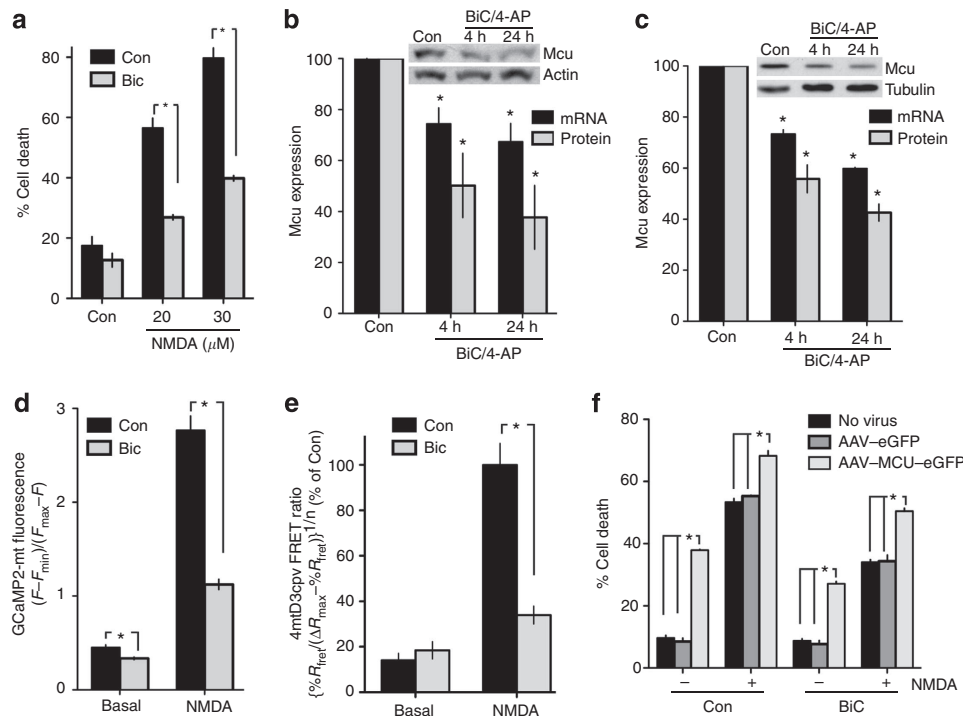 a
% Cell death
80
60
40
20
0
Con
Bic
*
*
Con
20
30
NMDA (μM)
b
Mcu expression
100
80
60
40
20
0
BiC/4-AP
Con
4 h
24 h
Mcu
Actin
mRNA
Protein
*
*
*
*
Con
4 h
24 h
BiC/4-AP
c
Mcu expression
100
80
60
40
20
0
BiC/4-AP
Con
4 h
24 h
Mcu
Tubulin
mRNA
Protein
*
*
*
*
Con
4 h
24 h
BiC/4-AP
d
GCaMP2-mt fluorescence
(F–Fmin)/(Fmax–F)
3
2
1
0
Con
Bic
*
*
Basal
NMDA
e
4mtD3cpv FRET ratio
{%Rfret/(ΔRmax–%Rfret)}1/n (% of Con)
100
80
60
40
20
0
Con
Bic
*
Basal
NMDA
f
% Cell death
80
60
40
20
0
No virus
AAV–eGFP
AAV–MCU–eGFP
*
*
*
*
–
+
–
+
NMDA
Con
BiC